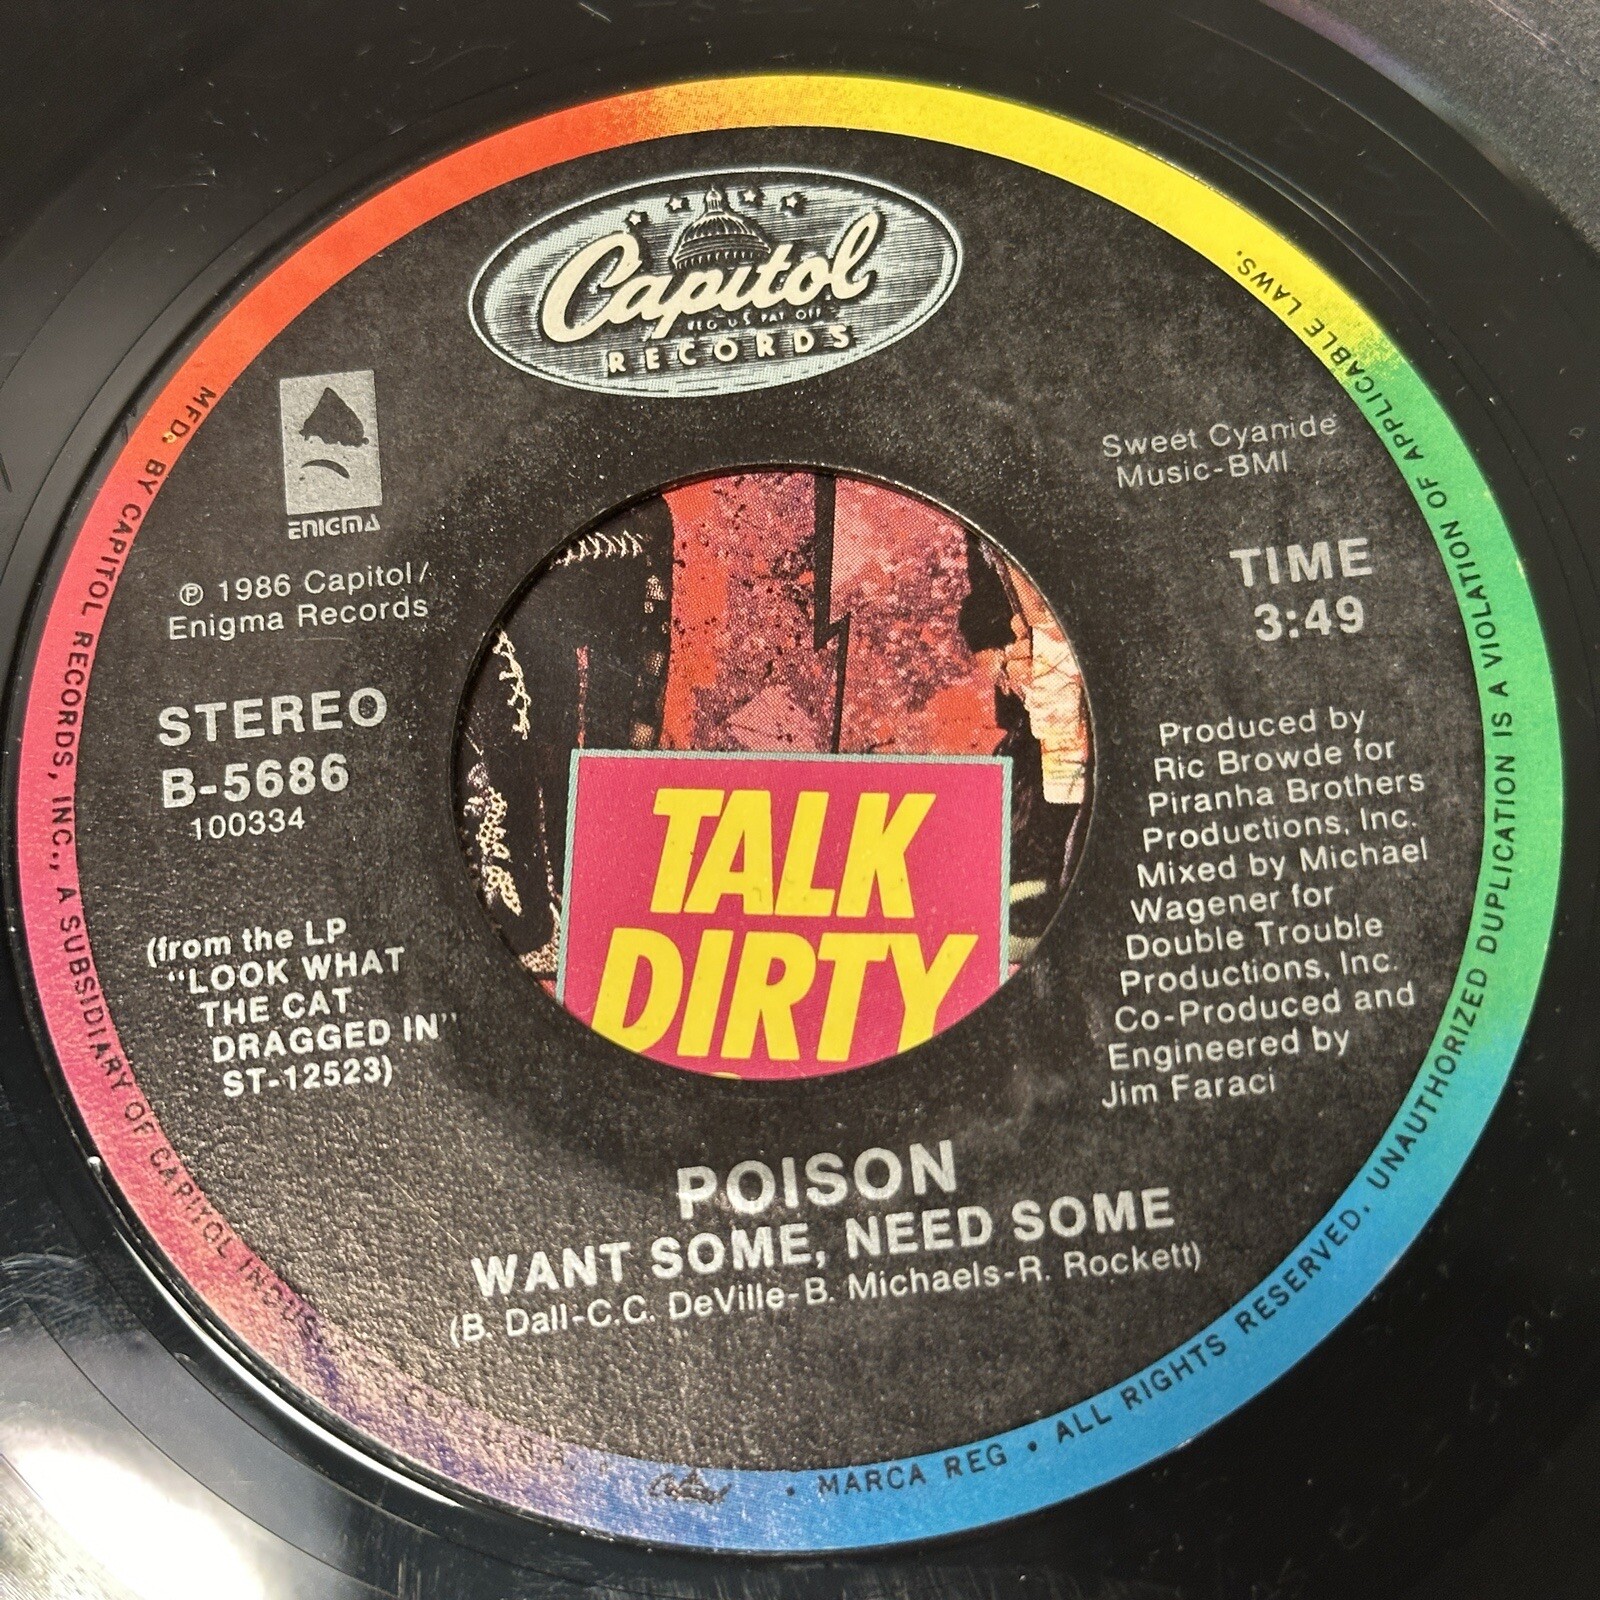 Capitol
REG US PAT OFF
RECORDS
ENIGMA
℗ 1986 Capitol/
Enigma Records
STEREO
B-5686
100334
(from the LP
"LOOK WHAT
THE CAT
DRAGGED IN"
ST-12523)
Sweet Cyanide
Music-BMI
TIME
3:49
Produced by
Ric Browde for
Piranha Brothers
Productions, Inc.
Mixed by Michael
Wagener for
Double Trouble
Productions, Inc.
Co-Produced and
Engineered by
Jim Faraci
TALK
DIRTY
POISON
WANT SOME, NEED SOME
(B. Dall-C.C. DeVille-B. Michaels-R. Rockett)
MFD. BY CAPITOL RECORDS, INC., A SUBSIDIARY OF CAPITOL
Capitol • MARCA REG • ALL RIGHTS RESERVED. UNAUTHORIZED DUPLICATION IS A VIOLATION OF APPLICABLE LAWS.